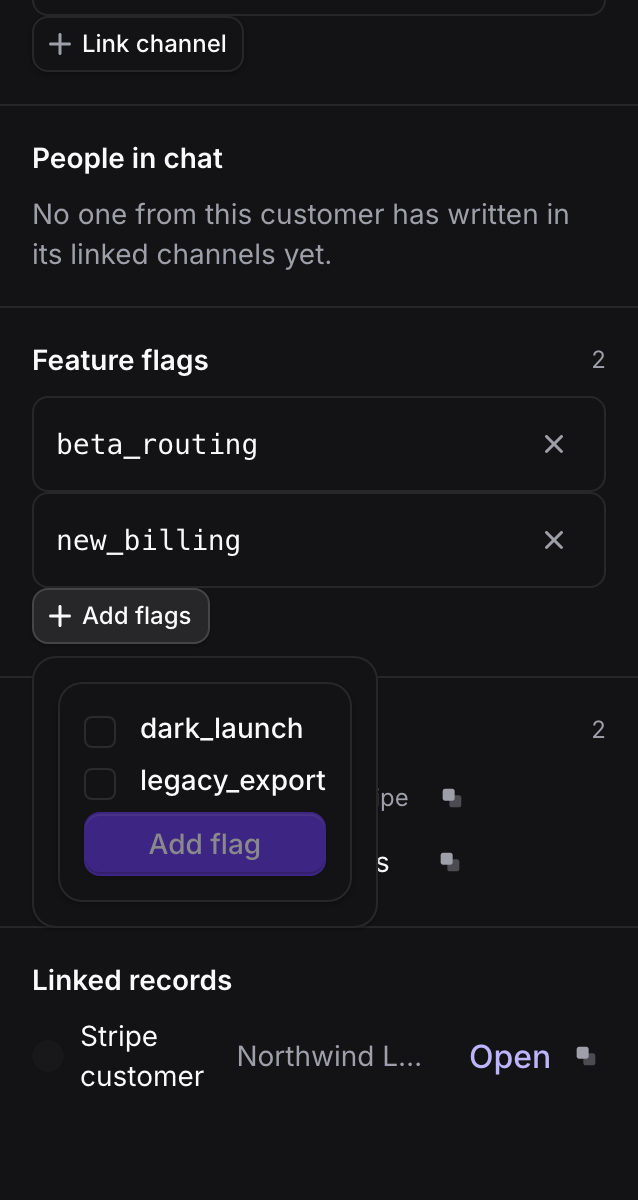 Link channel
People in chat
No one from this customer has written in
its linked channels yet.
Feature flags 2
beta_routing
new_billing
Add flags
dark_launch 2
legacy_export
Add flag
Linked records
Stripe
customer
Northwind L... Open